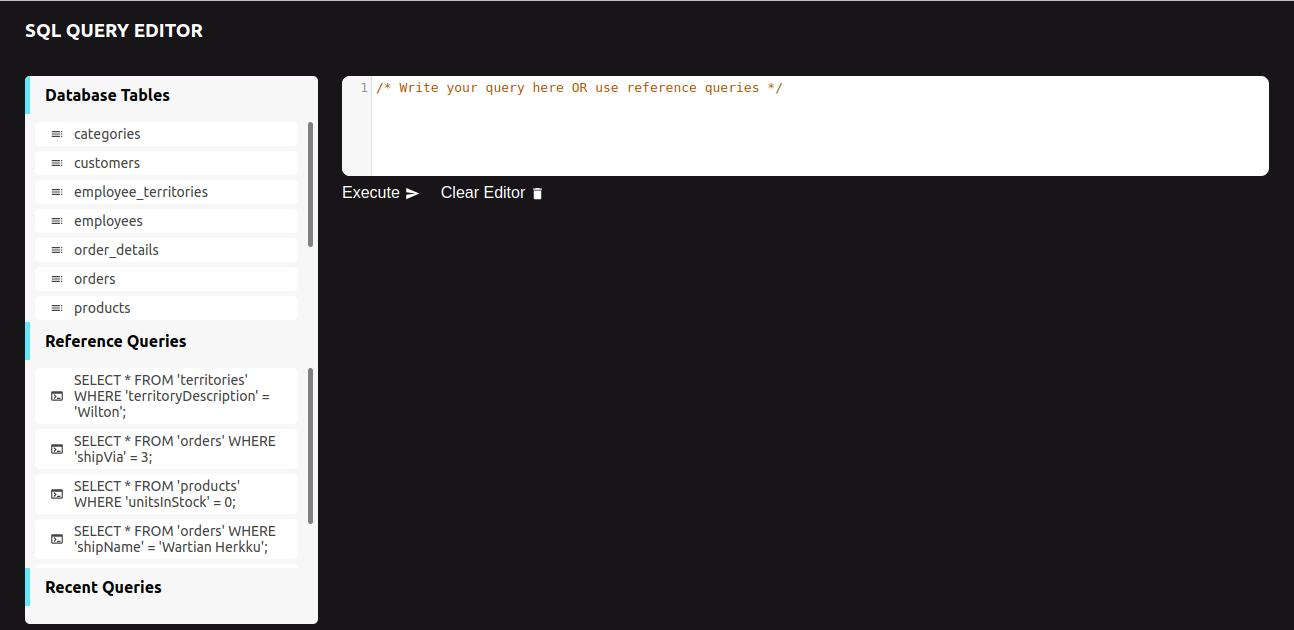 SQL QUERY EDITOR
Database Tables
categories
customers
employee_territories
employees
order_details
orders
products
Reference Queries
SELECT * FROM 'territories'
WHERE 'territoryDescription' =
'Wilton';
SELECT * FROM 'orders' WHERE
'shipVia' = 3;
SELECT * FROM 'products'
WHERE 'unitsInStock' = 0;
SELECT * FROM 'orders' WHERE
'shipName' = 'Wartian Herkku';
Recent Queries
1 /* Write your query here OR use reference queries */
Execute Clear Editor